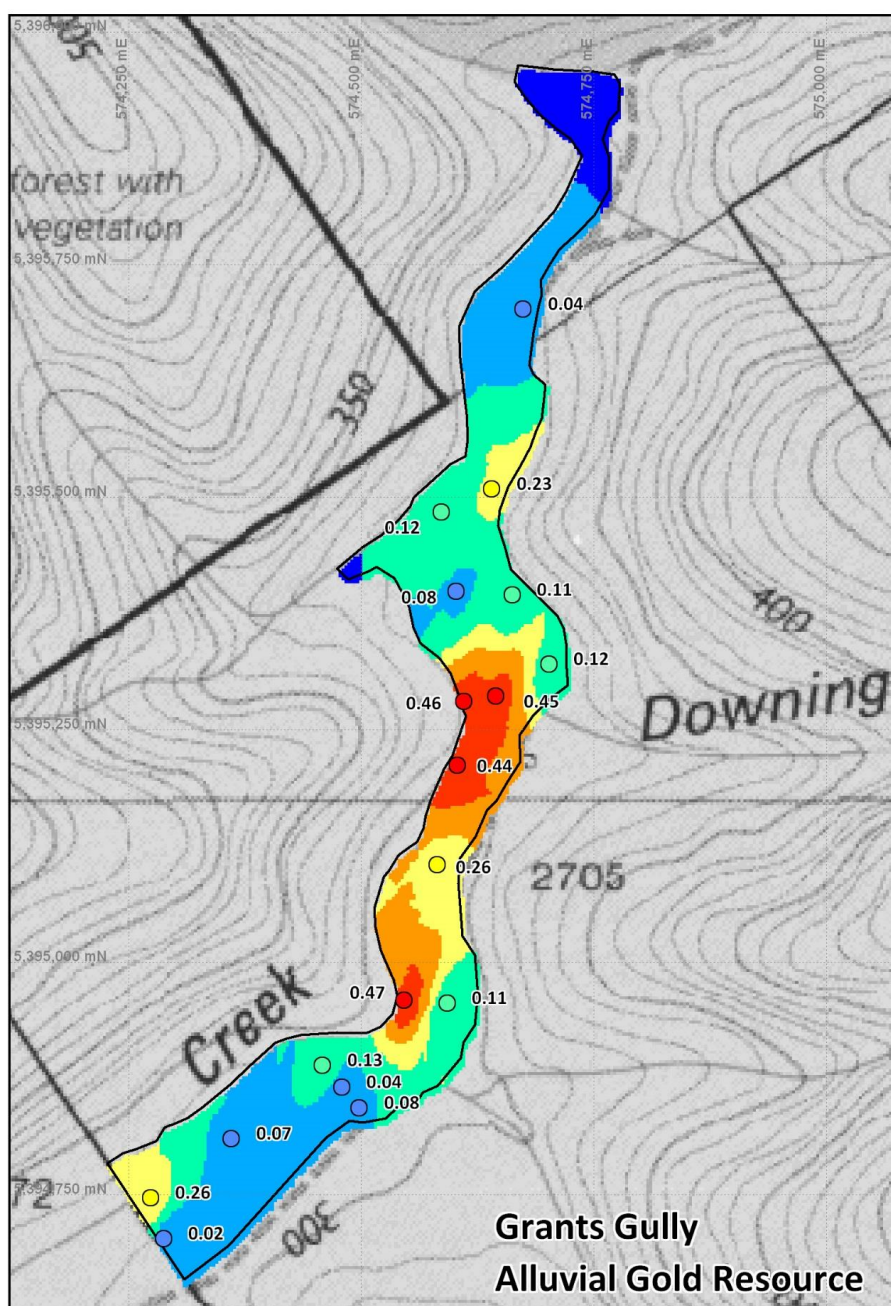 5,396,000 mN
574,250 mE
574,500 mE
574,750 mE
575,000 mE
forest with
vegetation
5,395,750 mN
0.04
350
0.23
5,395,500 mN
0.12
0.08
0.11
400
0.12
0.46
0.45
Downing
5,395,250 mN
0.44
0.26
2705
5,395,000 mN
0.47
0.11
Creek
0.13
0.04
0.08
0.07
0.26
5,394,750 mN
0.02
300
Grants Gully
Alluvial Gold Resource